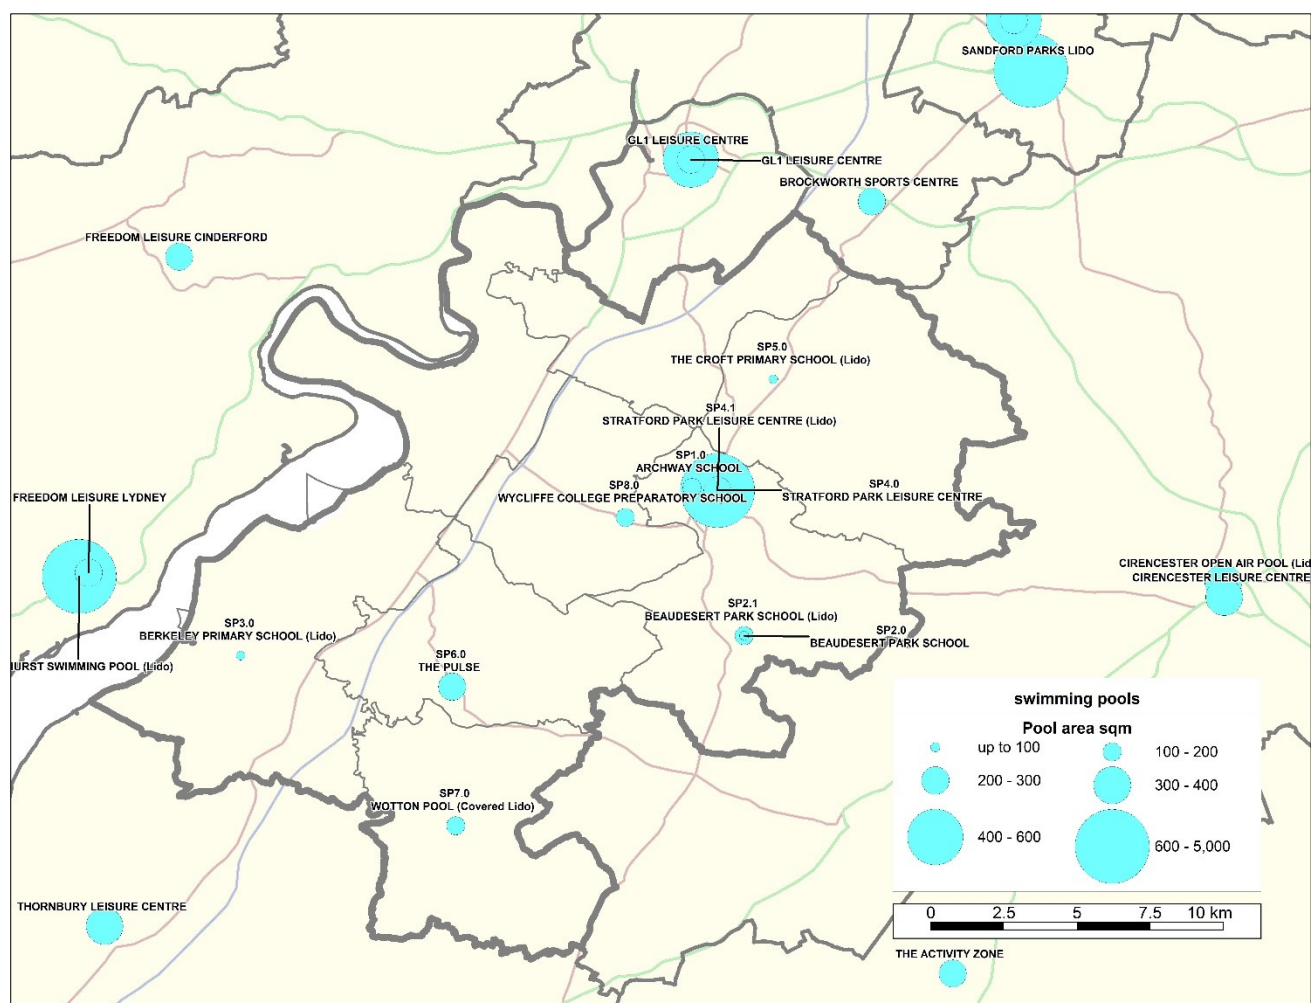 SANDFORD PARKS LIDO
GL1 LEISURE CENTRE
GL1 LEISURE CENTRE
BROCKWORTH SPORTS CENTRE
FREEDOM LEISURE CINDERFORD
SP5.0
THE CROFT PRIMARY SCHOOL (Lido)
SP4.1
STRATFORD PARK LEISURE CENTRE (Lido)
SP1.0
ARCHWAY SCHOOL
SP8.0
WYCLIFFE COLLEGE PREPARATORY SCHOOL
SP4.0
STRATFORD PARK LEISURE CENTRE
FREEDOM LEISURE LYDNEY
CIRENCESTER OPEN AIR POOL (Lid
CIRENCESTER LEISURE CENTRE
SP2.1
BEAUDESERT PARK SCHOOL (Lido)
SP2.0
BEAUDESERT PARK SCHOOL
SP3.0
BERKELEY PRIMARY SCHOOL (Lido)
HURST SWIMMING POOL (Lido)
SP6.0
THE PULSE
swimming pools
Pool area sqm
up to 100
100 - 200
200 - 300
300 - 400
400 - 600
600 - 5,000
SP7.0
WOTTON POOL (Covered Lido)
THORNBURY LEISURE CENTRE
0 2.5 5 7.5 10 km
THE ACTIVITY ZONE